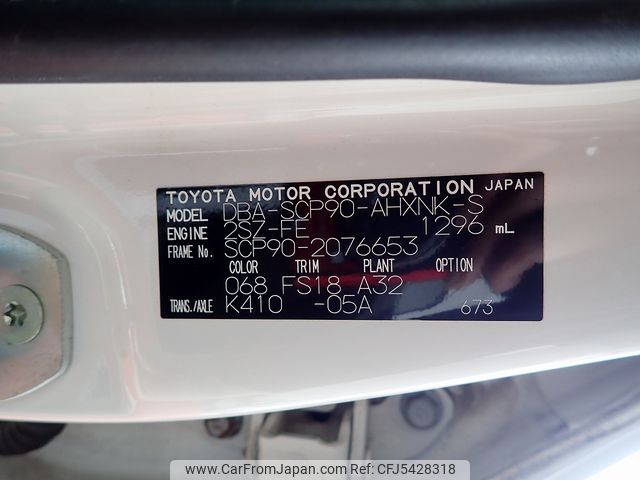 TOYOTA MOTOR CORPORATION JAPAN
MODEL DBA-SCP90-AHXNK-S
ENGINE 2SZ-FE 1296 mL
FRAME No. SCP90-2076653
COLOR TRIM PLANT OPTION
068 FS18 A32
TRANS./AXLE K410 -05A 673
@CarFromJapan | www.carfromjapan.com | CFJ5428318